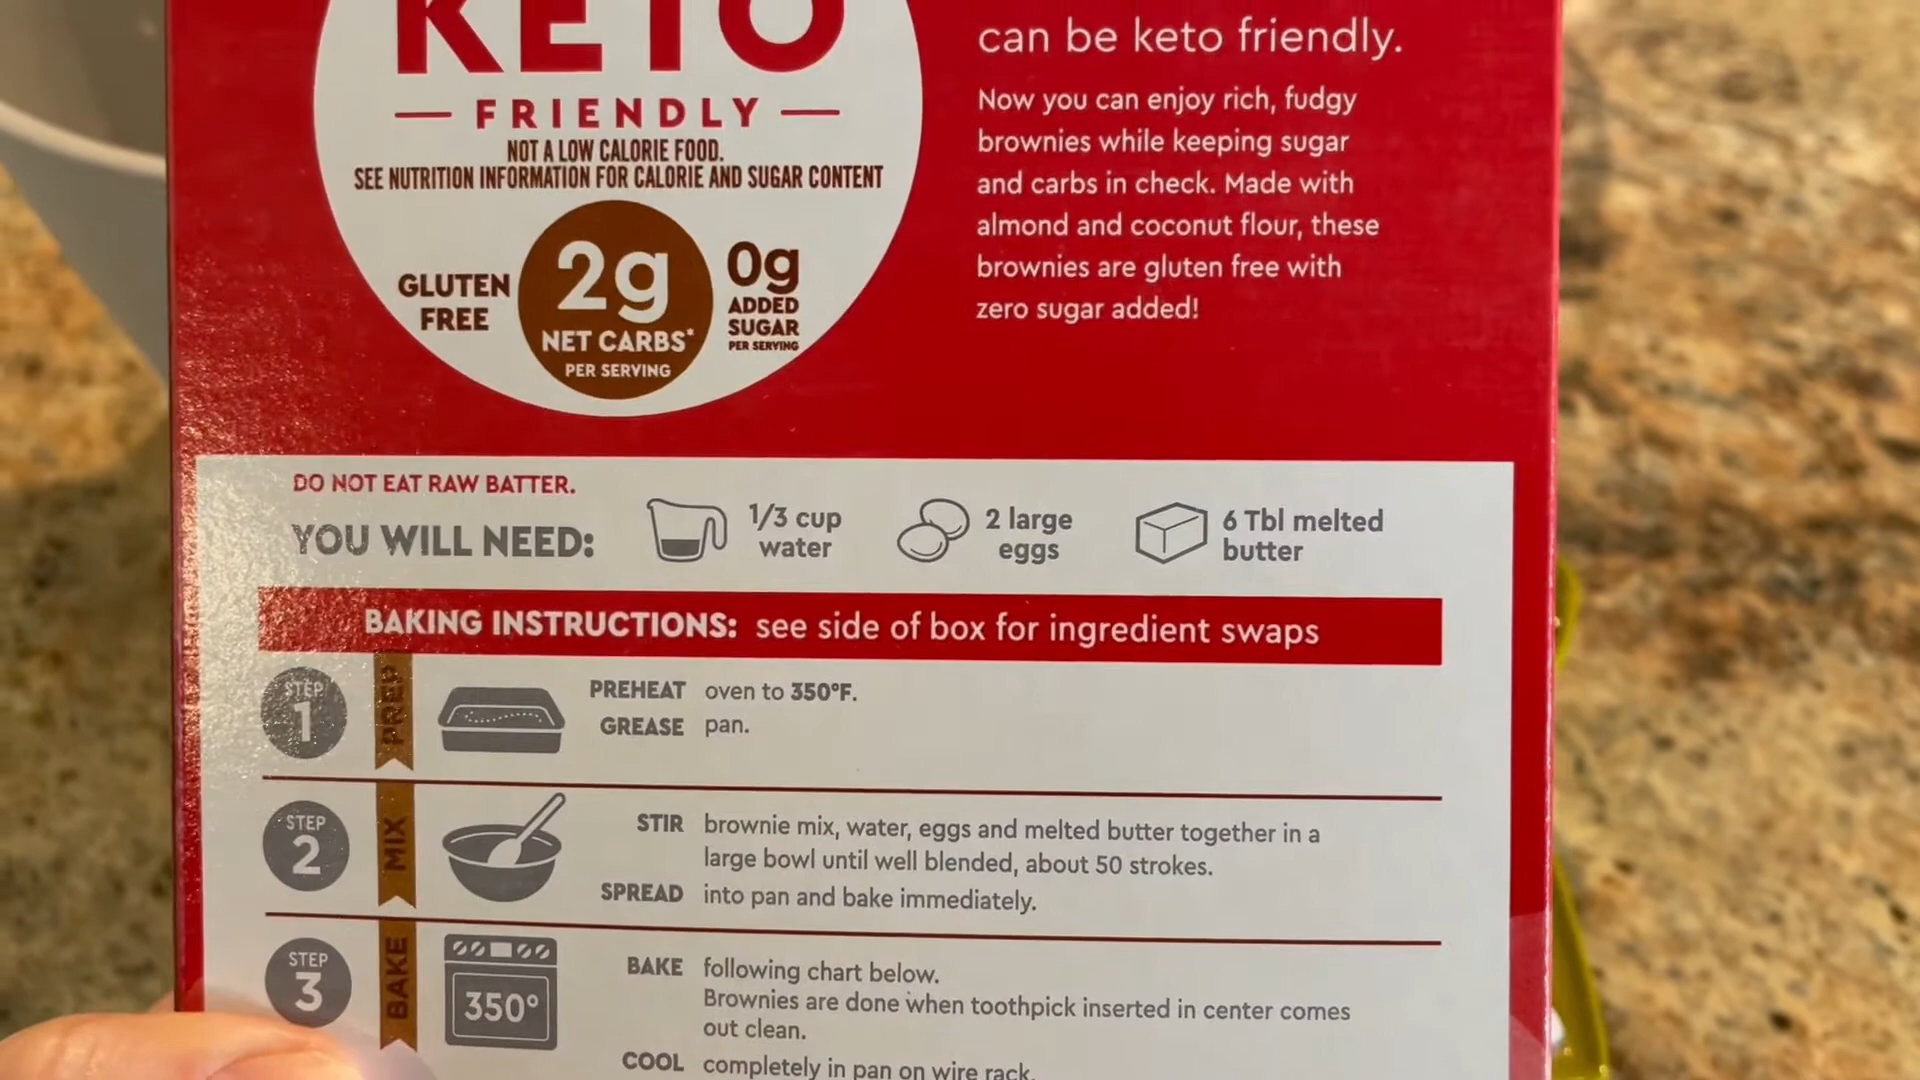 KETO
FRIENDLY
NOT A LOW CALORIE FOOD.
SEE NUTRITION INFORMATION FOR CALORIE AND SUGAR CONTENT
GLUTEN
FREE
2g
NET CARBS*
PER SERVING
0g
ADDED
SUGAR
PER SERVING
can be keto friendly.
Now you can enjoy rich, fudgy
brownies while keeping sugar
and carbs in check. Made with
almond and coconut flour, these
brownies are gluten free with
zero sugar added!
DO NOT EAT RAW BATTER.
YOU WILL NEED:
1/3 cup
water
2 large
eggs
6 Tbl melted
butter
BAKING INSTRUCTIONS: see side of box for ingredient swaps
STEP
1
PREP
PREHEAT oven to 350°F.
GREASE pan.
STEP
2
MIX
STIR brownie mix, water, eggs and melted butter together in a
large bowl until well blended, about 50 strokes.
SPREAD into pan and bake immediately.
STEP
3
BAKE
350°
BAKE following chart below.
Brownies are done when toothpick inserted in center comes
out clean.
COOL completely in pan on wire rack.